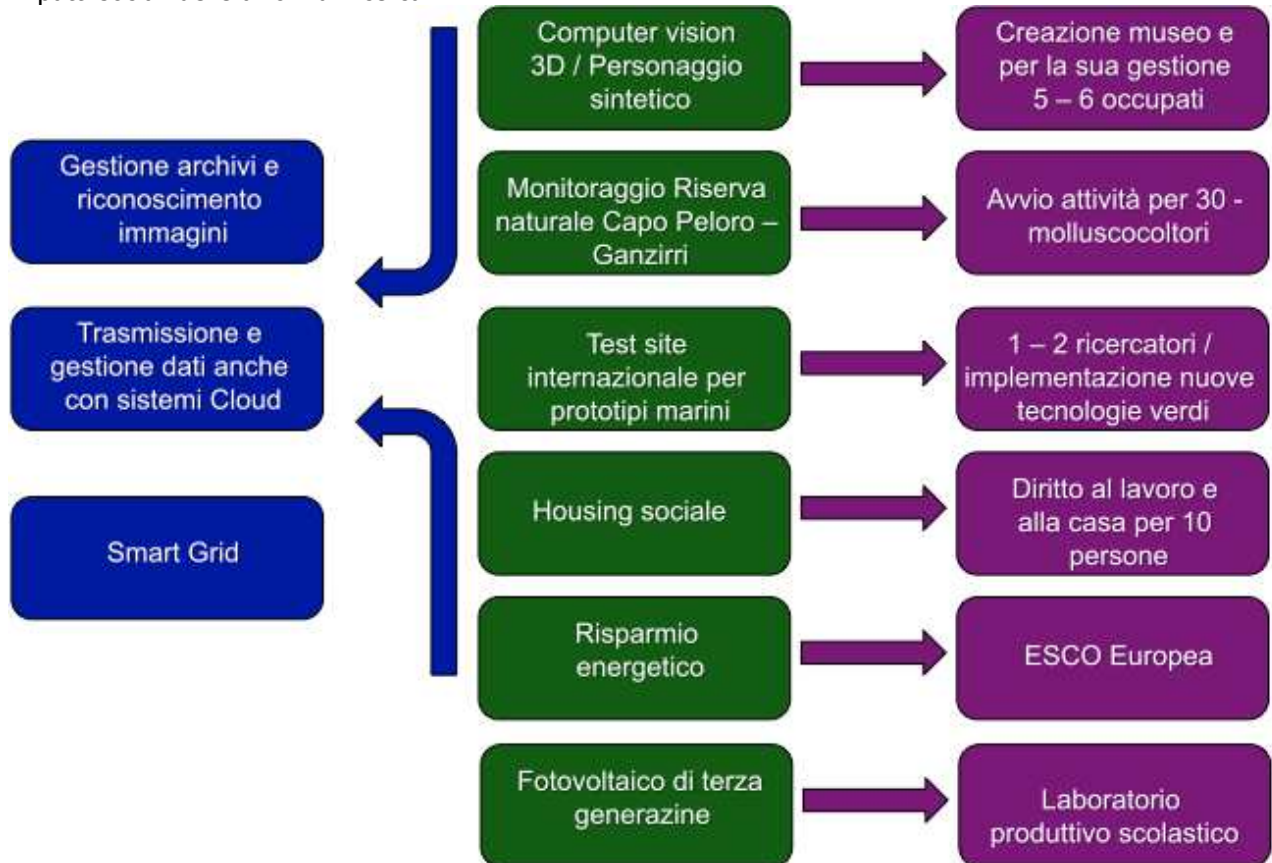 Gestione archivi e
riconoscimento
immagini
Trasmissione e
gestione dati anche
con sistemi Cloud
Smart Grid
Computer vision
3D / Personaggio
sintetico
Creazione museo e
per la sua gestione
5 – 6 occupati
Monitoraggio Riserva
naturale Capo Peloro –
Ganzirri
Avvio attività per 30 -
molluscocoltori
Test site
internazionale per
prototipi marini
1 – 2 ricercatori /
implementazione nuove
tecnologie verdi
Housing sociale
Diritto al lavoro e
alla casa per 10
persone
Risparmio
energetico
ESCO Europea
Fotovoltaico di terza
generazine
Laboratorio
produttivo scolastico